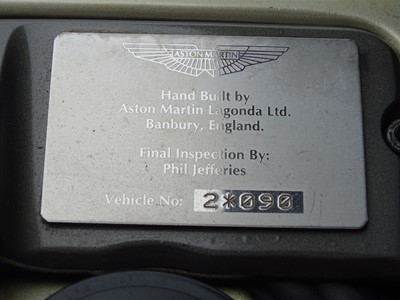 ASTON MARTIN
Hand Built by
Aston Martin Lagonda Ltd.
Banbury, England.
Final Inspection By:
Phil Jefferies
Vehicle No: 2*090